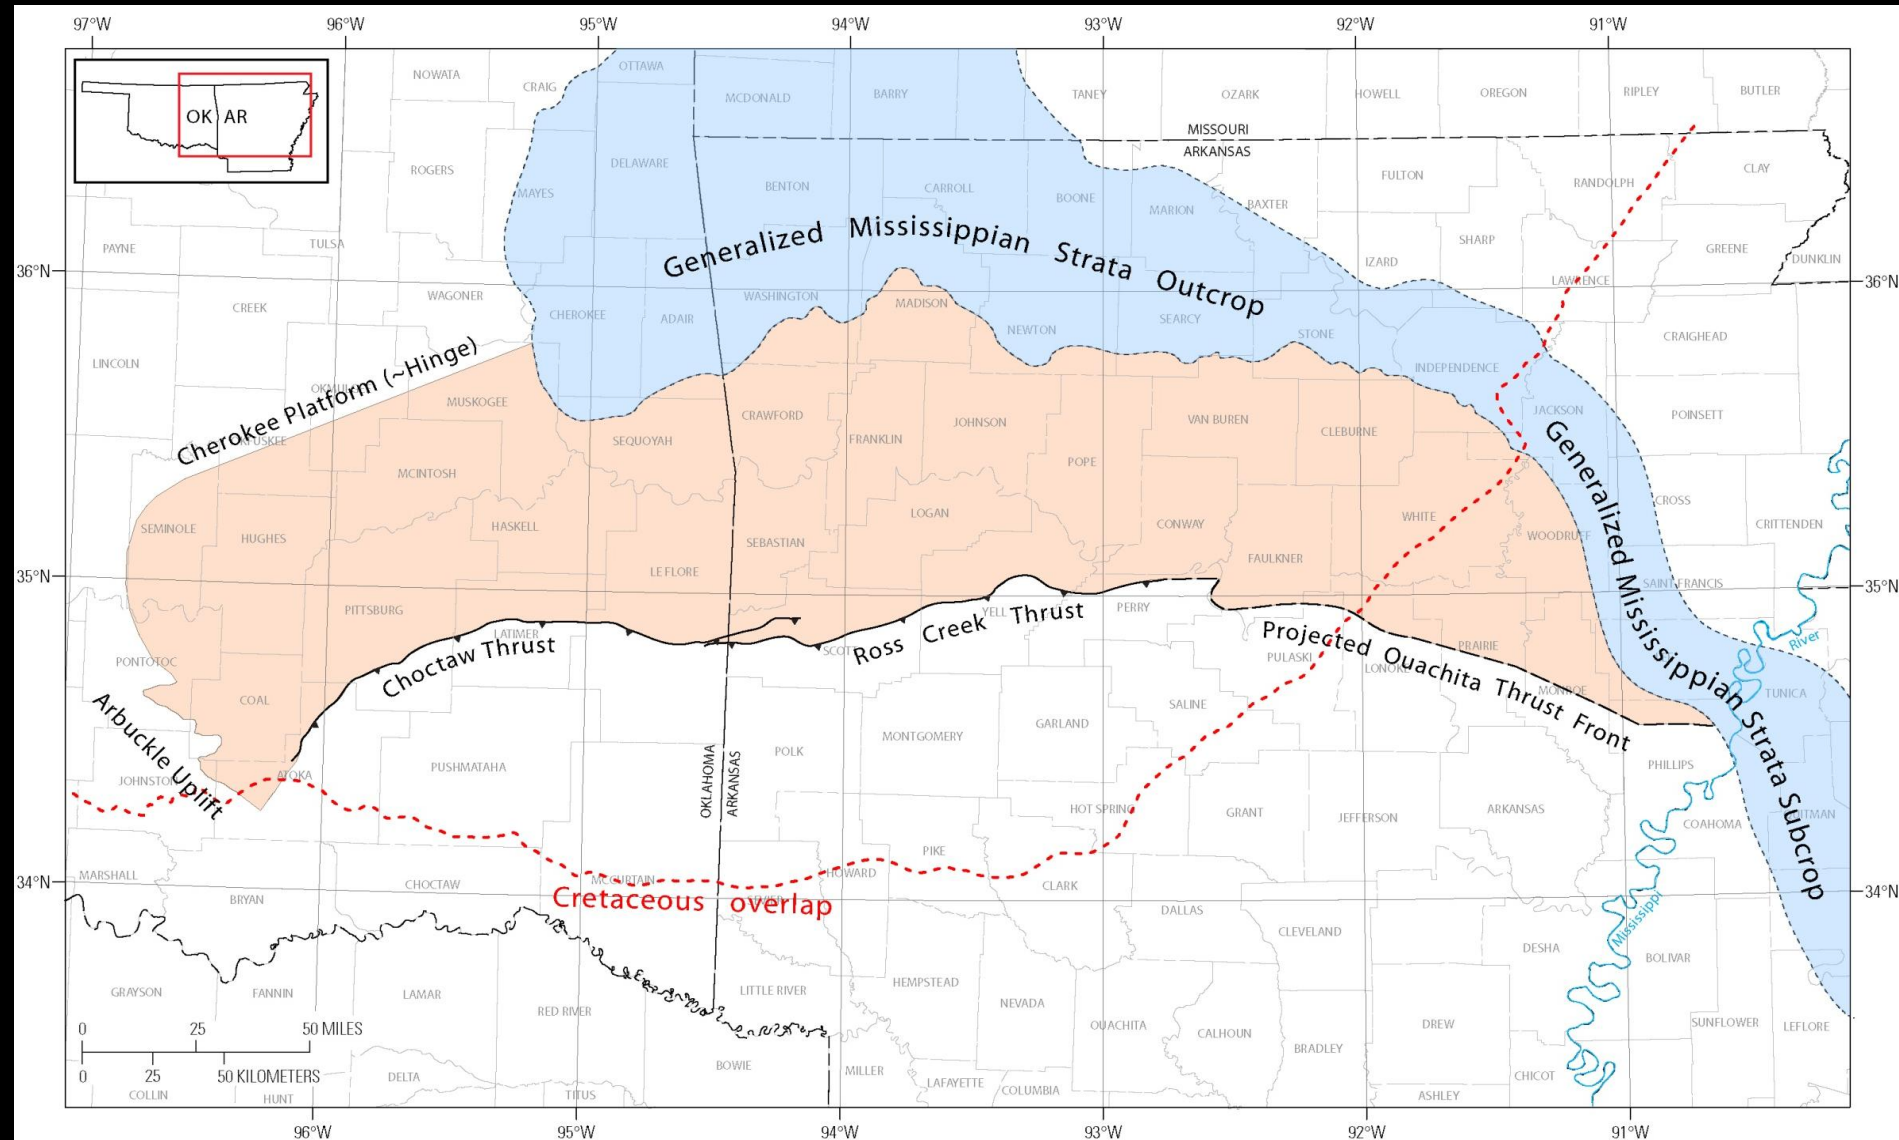 97°W 96°W 95°W 94°W 93°W 92°W 91°W
OK AR
NOWATA
CRAIG
OTTAWA
MCDONALD
BARRY
TANEY
OZARK
HOWELL
OREGON
RIPLEY
BUTLER
MISSOURI
ARKANSAS
ROGERS
MAYES
DELAWARE
BENTON
CARROLL
BOONE
MARION
BAXTER
FULTON
RANDOLPH
CLAY
PAYNE
TULSA
SHARP
GREENE
DUNKLIN
IZARD
LAWRENCE
Generalized Mississippian Strata Outcrop
36°N
36°N
CREEK
WAGONER
CHEROKEE
ADAIR
WASHINGTON
MADISON
NEWTON
SEARCY
STONE
CRAIGHEAD
LINCOLN
Cherokee Platform (~Hinge)
MUSKOGEE
INDEPENDENCE
JACKSON
POINSETT
SEQUOYAH
CRAWFORD
FRANKLIN
JOHNSON
VAN BUREN
CLEBURNE
MCINTOSH
POPE
Generalized Mississippian Strata Subcrop
CROSS
SEMINOLE
HUGHES
HASKELL
LOGAN
CONWAY
WHITE
WOODRUFF
CRITTENDEN
SEBASTIAN
LE FLORE
FAULKNER
35°N
35°N
SAINT FRANCIS
PITTSBURG
LATIMER
YELL
PERRY
Choctaw Thrust
SCOTT
Ross Creek Thrust
Projected Ouachita Thrust Front
PULASKI
LONOKE
PRAIRIE
River
PONTOTOC
COAL
MONROE
TUNICA
Arbuckle Uplift
SALINE
GARLAND
MONTGOMERY
POLK
PUSHMATAHA
OKLAHOMA
ARKANSAS
JOHNSTON
ATOKA
PHILLIPS
HOT SPRING
GRANT
JEFFERSON
ARKANSAS
COAHOMA
PIKE
34°N
34°N
MARSHALL
BRYAN
CHOCTAW
MCCURTAIN
HOWARD
CLARK
Cretaceous overlap
DALLAS
CLEVELAND
DESHA
Mississippi
BOLIVAR
GRAYSON
FANNIN
LAMAR
RED RIVER
LITTLE RIVER
HEMPSTEAD
NEVADA
OUACHITA
CALHOUN
BRADLEY
DREW
SUNFLOWER
LEFLORE
0 25 50 MILES
0 25 50 KILOMETERS
DELTA
BOWIE
MILLER
LAFAYETTE
COLUMBIA
CHICOT
ASHLEY
COLLIN
HUNT
TITUS
96°W 95°W 94°W 93°W 92°W 91°W